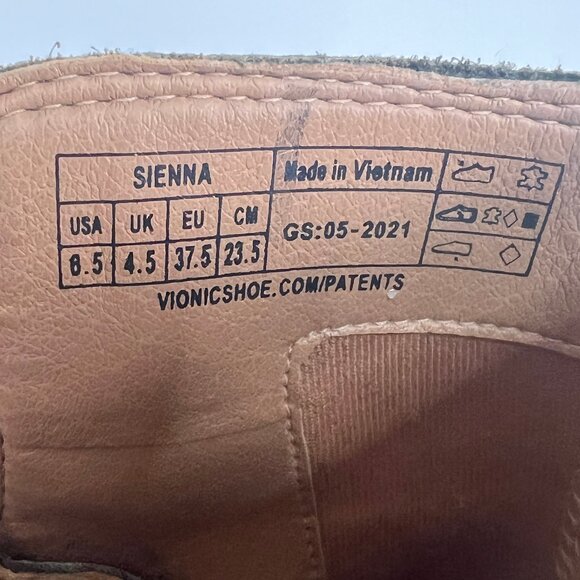 SIENNA Made in Vietnam
USA UK EU CM GS:05-2021
6.5 4.5 37.5 23.5
VIONICSHOE.COM/PATENTS